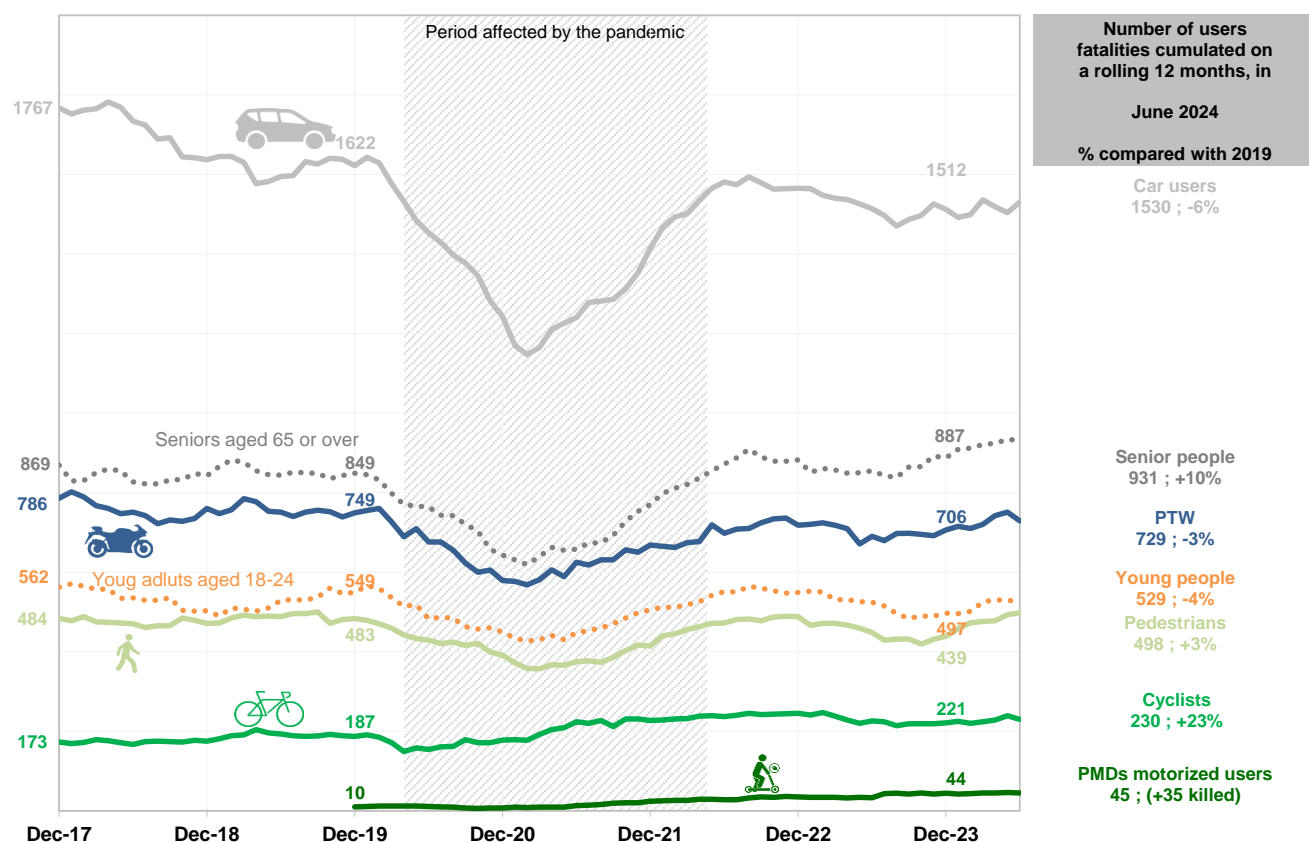 Period affected by the pandemic
Number of users
fatalities cumulated on
a rolling 12 months, in
June 2024
% compared with 2019
1767
1622
1512
Car users
1530 ; -6%
Seniors aged 65 or over
869
849
887
Senior people
931 ; +10%
786
749
706
PTW
729 ; -3%
562
Youg adluts aged 18-24
549
497
Young people
529 ; -4%
484
483
439
Pedestrians
498 ; +3%
173
187
221
Cyclists
230 ; +23%
10
44
PMDs motorized users
45 ; (+35 killed)
Dec-17
Dec-18
Dec-19
Dec-20
Dec-21
Dec-22
Dec-23